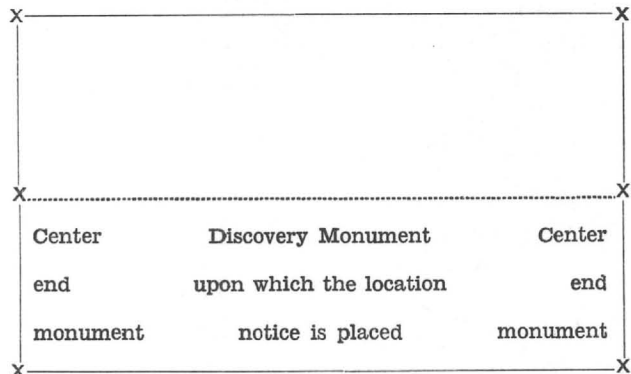 X X
X X
Center Discovery Monument Center
end upon which the location end
monument notice is placed monument
X X